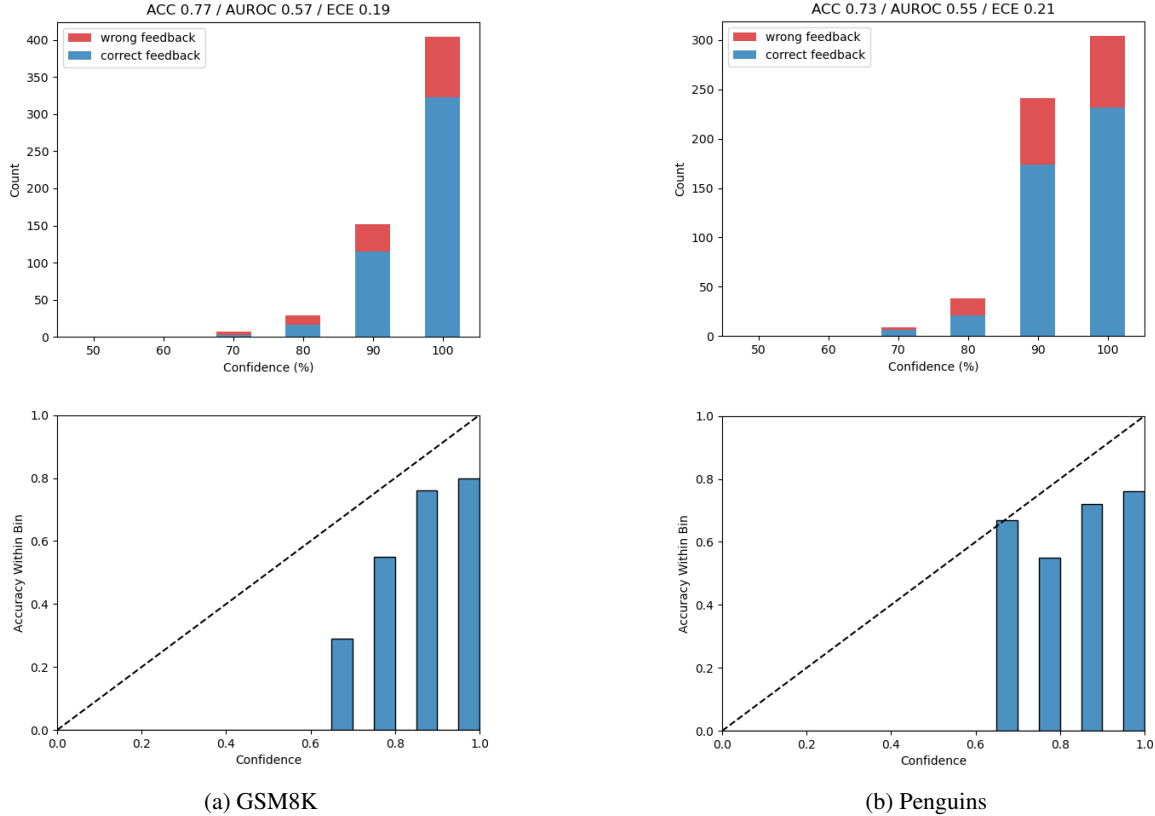 ACC 0.77 / AUROC 0.57 / ECE 0.19
wrong feedback
correct feedback
400
350
300
250
200
150
100
50
0
Count
50 60 70 80 90 100
Confidence (%)
1.0
0.8
0.6
0.4
0.2
0.0
Accuracy Within Bin
0.0 0.2 0.4 0.6 0.8 1.0
Confidence
(a) GSM8K
ACC 0.73 / AUROC 0.55 / ECE 0.21
wrong feedback
correct feedback
300
250
200
150
100
50
0
Count
50 60 70 80 90 100
Confidence (%)
1.0
0.8
0.6
0.4
0.2
0.0
Accuracy Within Bin
0.0 0.2 0.4 0.6 0.8 1.0
Confidence
(b) Penguins